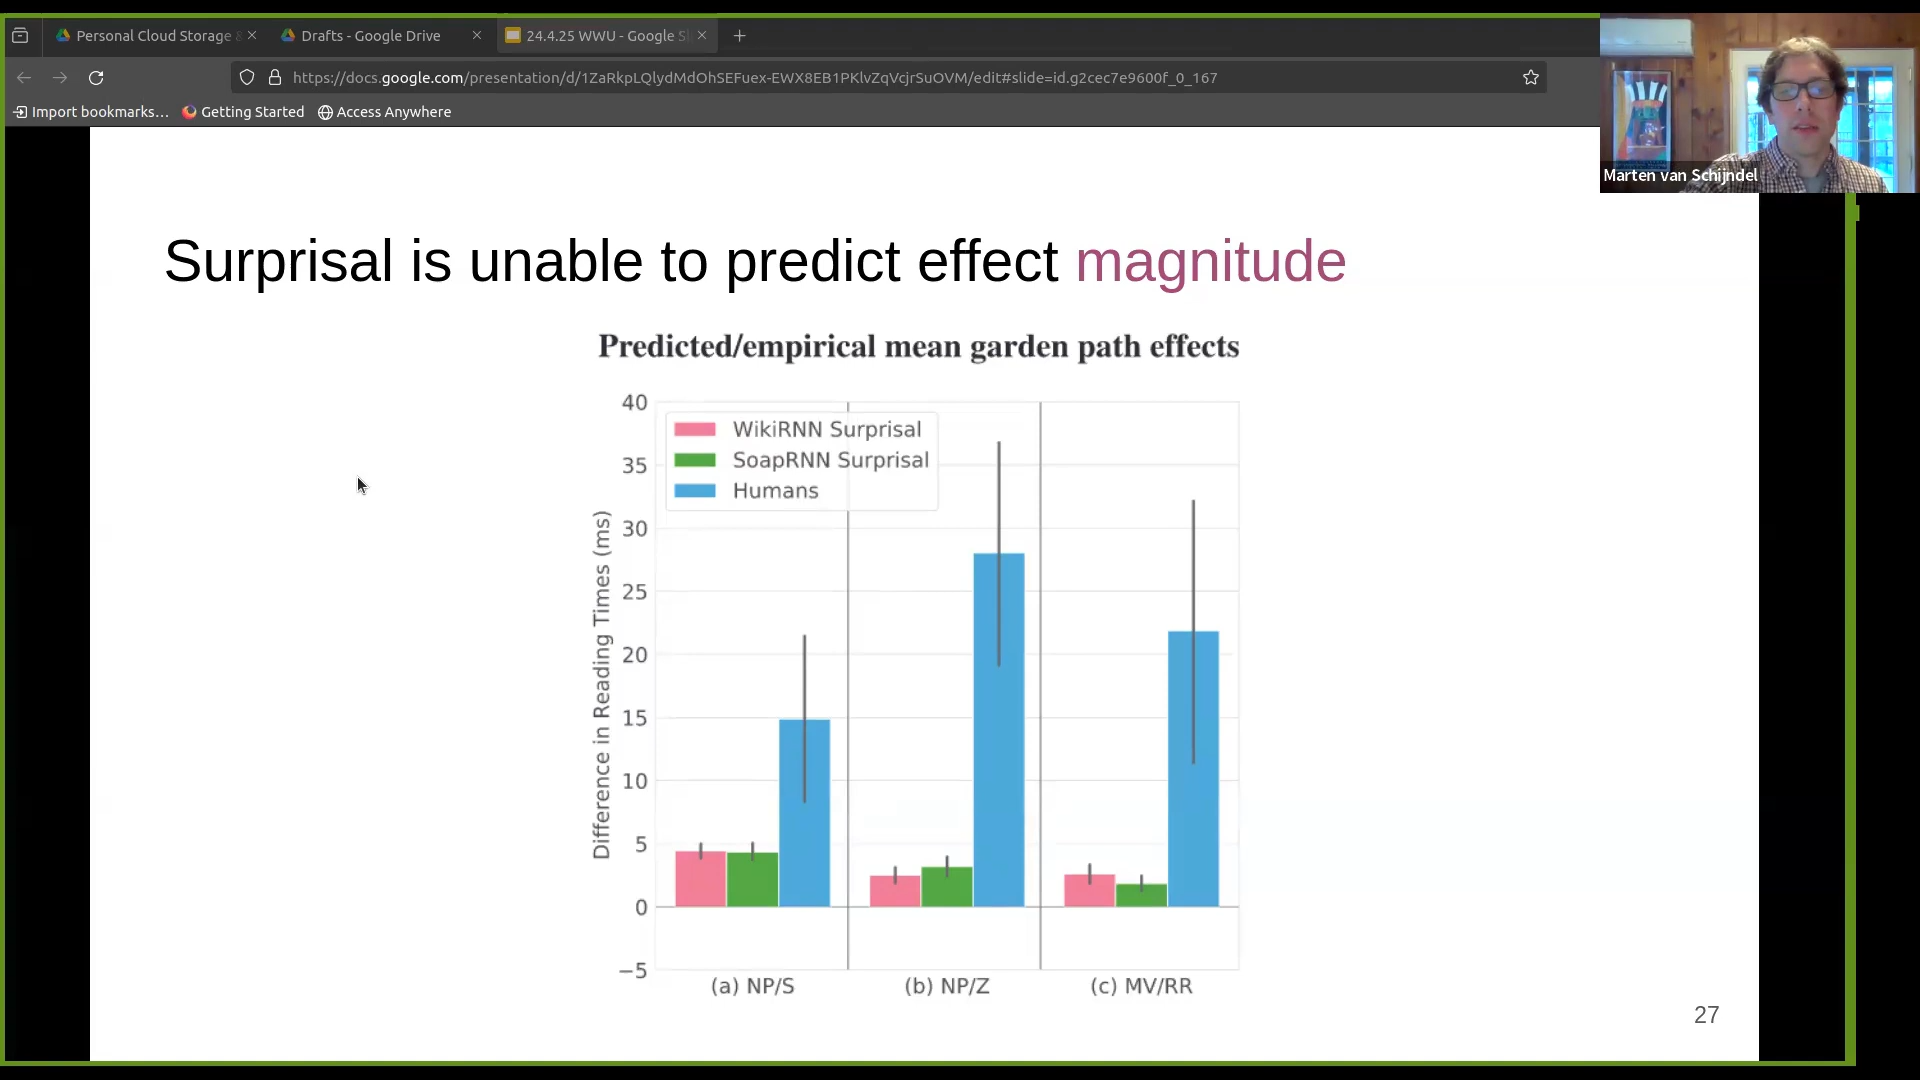 Personal Cloud Storage &
Drafts - Google Drive
24.4.25 WWU - Google Sl
https://docs.google.com/presentation/d/1ZaRkpLQlydMdOhSEFuex-EWX8EB1PKlvZqVcjrSuOVM/edit#slide=id.g2cec7e9600f_0_167
Import bookmarks...
Getting Started
Access Anywhere
Marten van Schijndel
Surprisal is unable to predict effect magnitude
Predicted/empirical mean garden path effects
WikiRNN Surprisal
SoapRNN Surprisal
Humans
Difference in Reading Times (ms)
40
35
30
25
20
15
10
5
0
−5
(a) NP/S
(b) NP/Z
(c) MV/RR
27